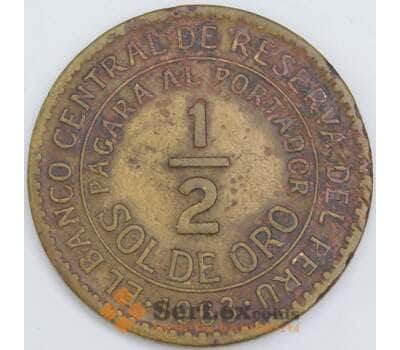 EL BANCO CENTRAL DE RESERVA DEL PERU
PAGARA AL PORTADOR
1
2
SOL DE ORO